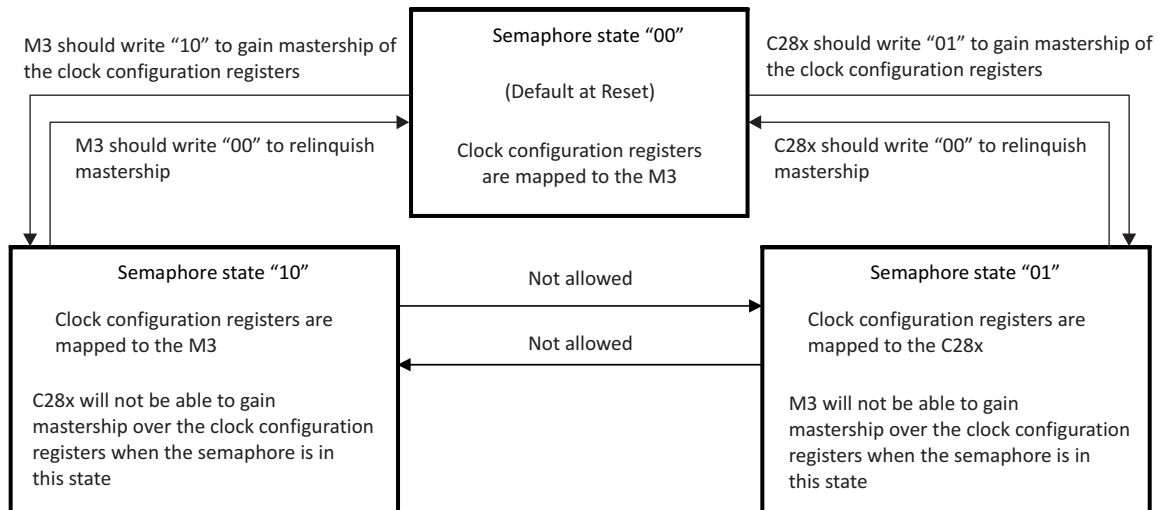 M3 should write “10” to gain mastership of
the clock configuration registers
M3 should write “00” to relinquish
mastership
Semaphore state “00”
(Default at Reset)
Clock configuration registers
are mapped to the M3
C28x should write “01” to gain mastership of
the clock configuration registers
C28x should write “00” to relinquish
mastership
Semaphore state “10”
Clock configuration registers are
mapped to the M3
C28x will not be able to gain
mastership over the clock configuration
registers when the semaphore is in
this state
Not allowed
Not allowed
Semaphore state “01”
Clock configuration registers are
mapped to the C28x
M3 will not be able to gain
mastership over the clock configuration
registers when the semaphore is in
this state